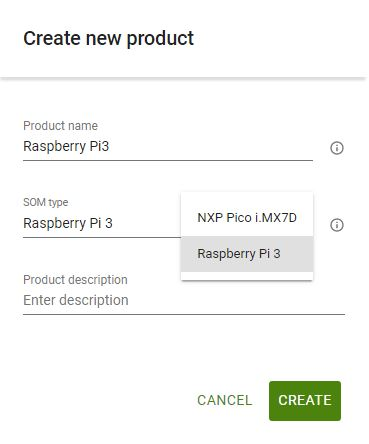 Create new product
Product name
Raspberry Pi3
SOM type
Raspberry Pi 3
NXP Pico i.MX7D
Raspberry Pi 3
Product description
Enter description
CANCEL
CREATE